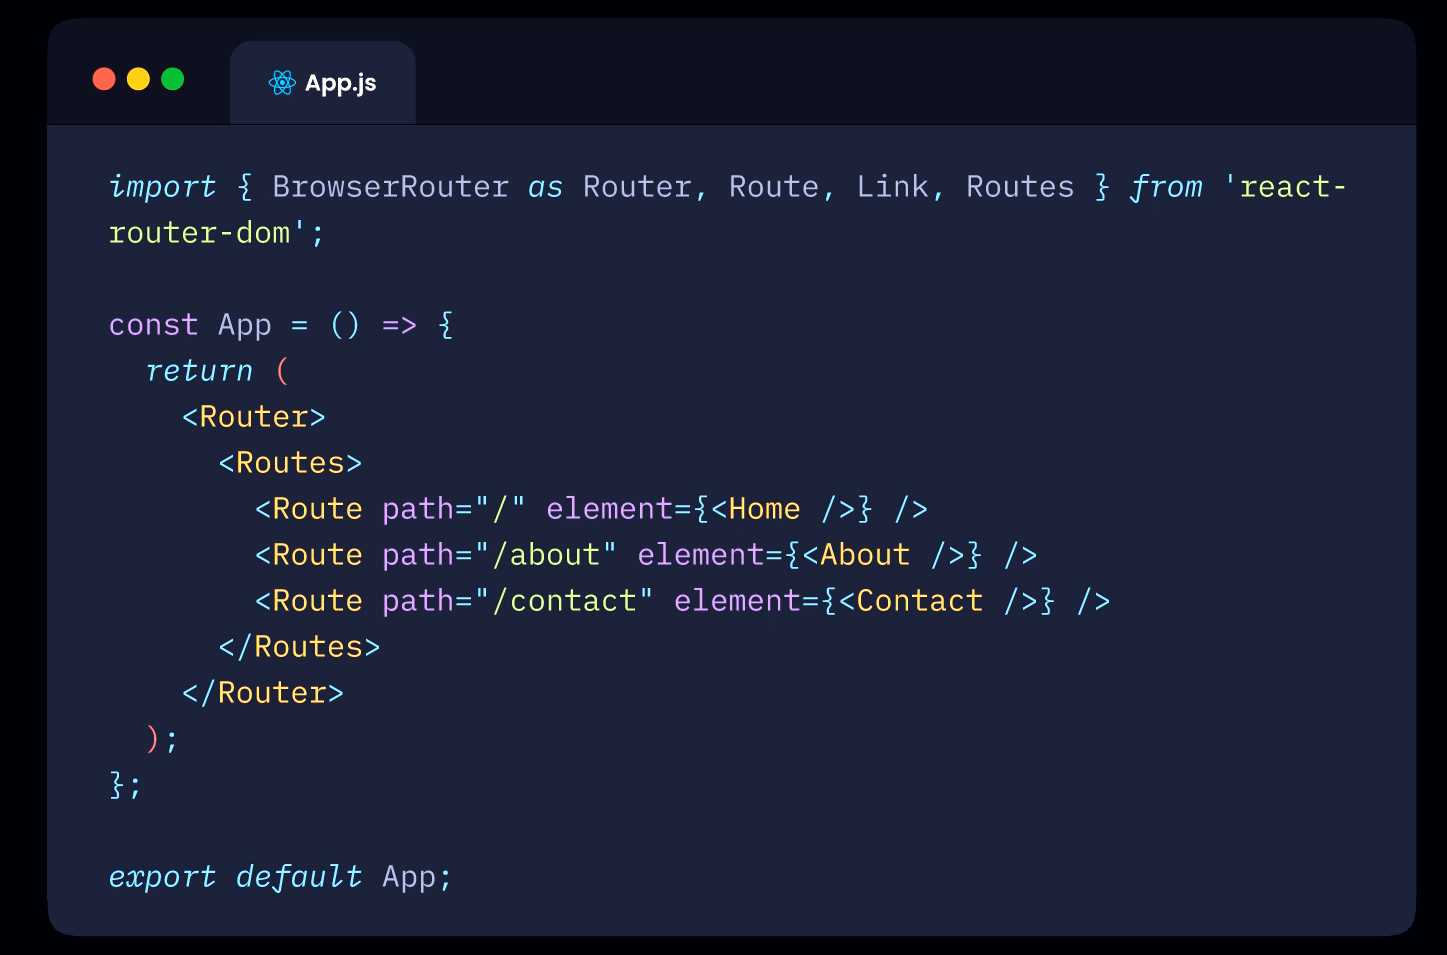 App.js
import { BrowserRouter as Router, Route, Link, Routes } from 'react-
router-dom';
const App = () => {
  return (
    <Router>
      <Routes>
        <Route path="/" element={<Home />} />
        <Route path="/about" element={<About />} />
        <Route path="/contact" element={<Contact />} />
      </Routes>
    </Router>
  );
};
export default App;